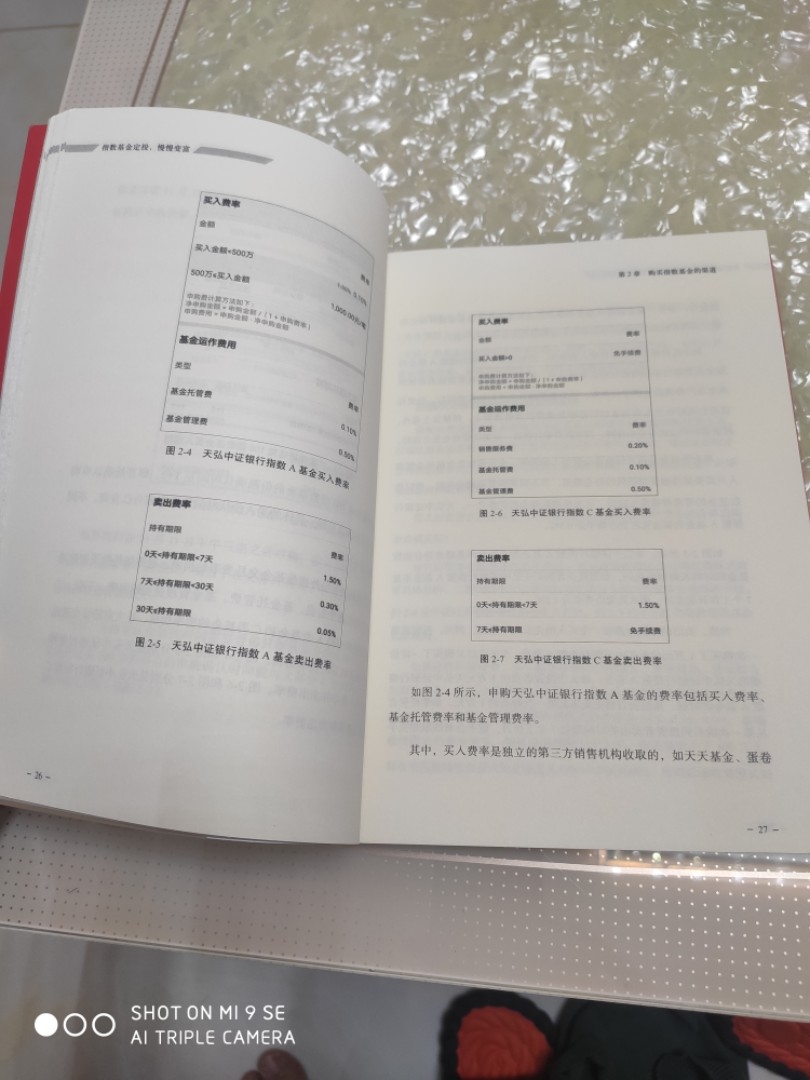 指数基金定投，慢慢变富
买入费率
金额
费率
买入金额<500万
1.00% 0.10%
500万≤买入金额
1,000.00元/笔
申购费计算方法如下：
净申购金额=申购金额/(1+申购费率)
申购费用=申购金额-净申购金额
基金运作费用
类型
费率
基金托管费
0.10%
基金管理费
0.50%
图 2-4 天弘中证银行指数 A 基金买入费率
卖出费率
持有期限
费率
0天<持有期限<7天
1.50%
7天≤持有期限<30天
0.30%
30天≤持有期限
0.05%
图 2-5 天弘中证银行指数 A 基金卖出费率
- 26 -
第 2 章 购买指数基金的渠道
买入费率
金额
费率
买入金额>0
免手续费
申购费计算方法如下：
净申购金额=申购金额/(1+申购费率)
申购费用=申购金额-净申购金额
基金运作费用
类型
费率
销售服务费
0.20%
基金托管费
0.10%
基金管理费
0.50%
图 2-6 天弘中证银行指数 C 基金买入费率
卖出费率
持有期限
费率
0天<持有期限<7天
1.50%
7天≤持有期限
免手续费
图 2-7 天弘中证银行指数 C 基金卖出费率
如图 2-4 所示，申购天弘中证银行指数 A 基金的费率包括买入费率、
基金托管费率和基金管理费率。
其中，买入费率是独立的第三方销售机构收取的，如天天基金、蛋卷
- 27 -
SHOT ON MI 9 SE
AI TRIPLE CAMERA